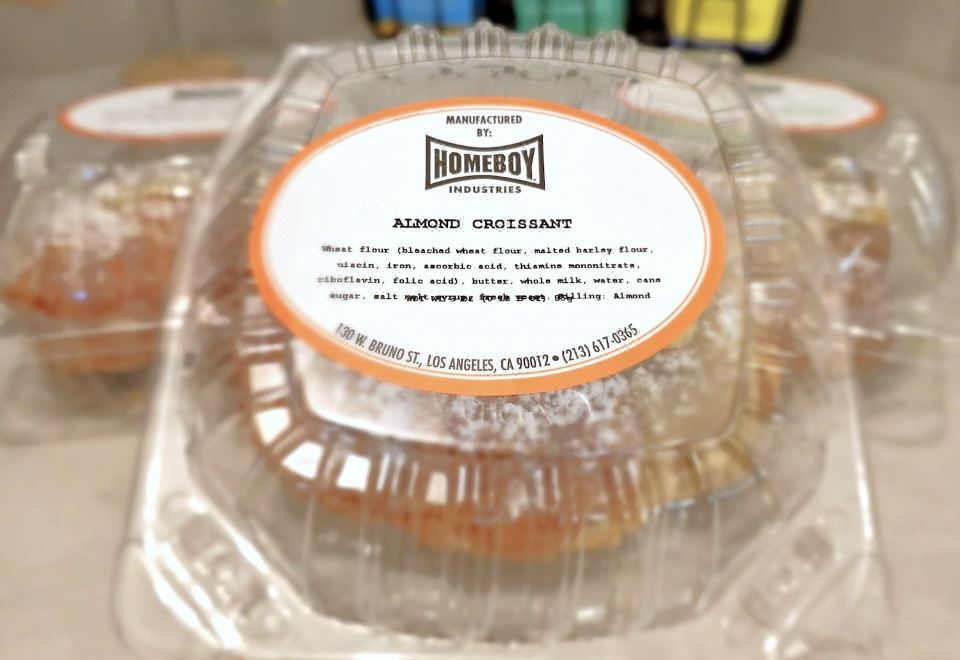 MANUFACTURED
BY:
HOMEBOY
INDUSTRIES
ALMOND CROISSANT
Wheat flour (bleached wheat flour, malted barley flour,
niacin, iron, ascorbic acid, thiamine mononitrate,
riboflavin, folic acid), butter, whole milk, water, cane
sugar, salt Filling: Almond
130 W. BRUNO ST., LOS ANGELES, CA 90012 • (213) 617-0365